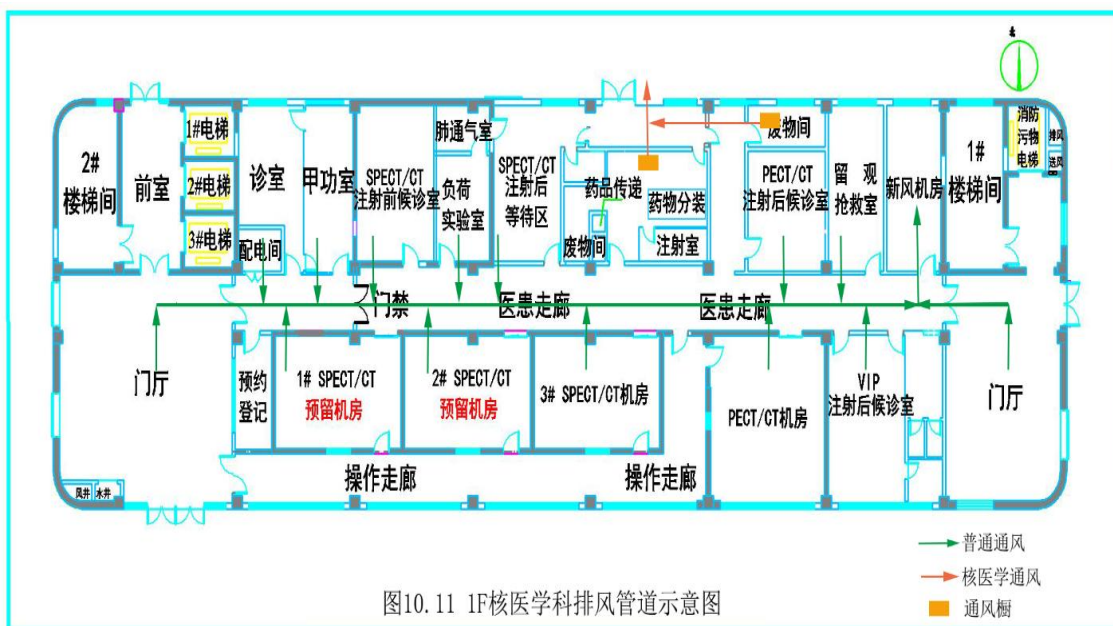 北
2#
楼梯间
前室
1#电梯
2#电梯
3#电梯
诊室
配电间
甲功室
SPECT/CT
注射前候诊室
肺通气室
负荷
实验室
SPECT/CT
注射后
等待区
药品传递
废物间
药物分装
注射室
废物间
PECT/CT
注射后候诊室
留 观
抢救室
新风机房
1#
楼梯间
消防
污物
电梯
排风
送风
门禁
医患走廊
医患走廊
门厅
预约
登记
1# SPECT/CT
预留机房
2# SPECT/CT
预留机房
3# SPECT/CT机房
PECT/CT机房
VIP
注射后候诊室
门厅
操作走廊
操作走廊
风井
水井
普通通风
核医学通风
通风橱
图10.11 1F核医学科排风管道示意图